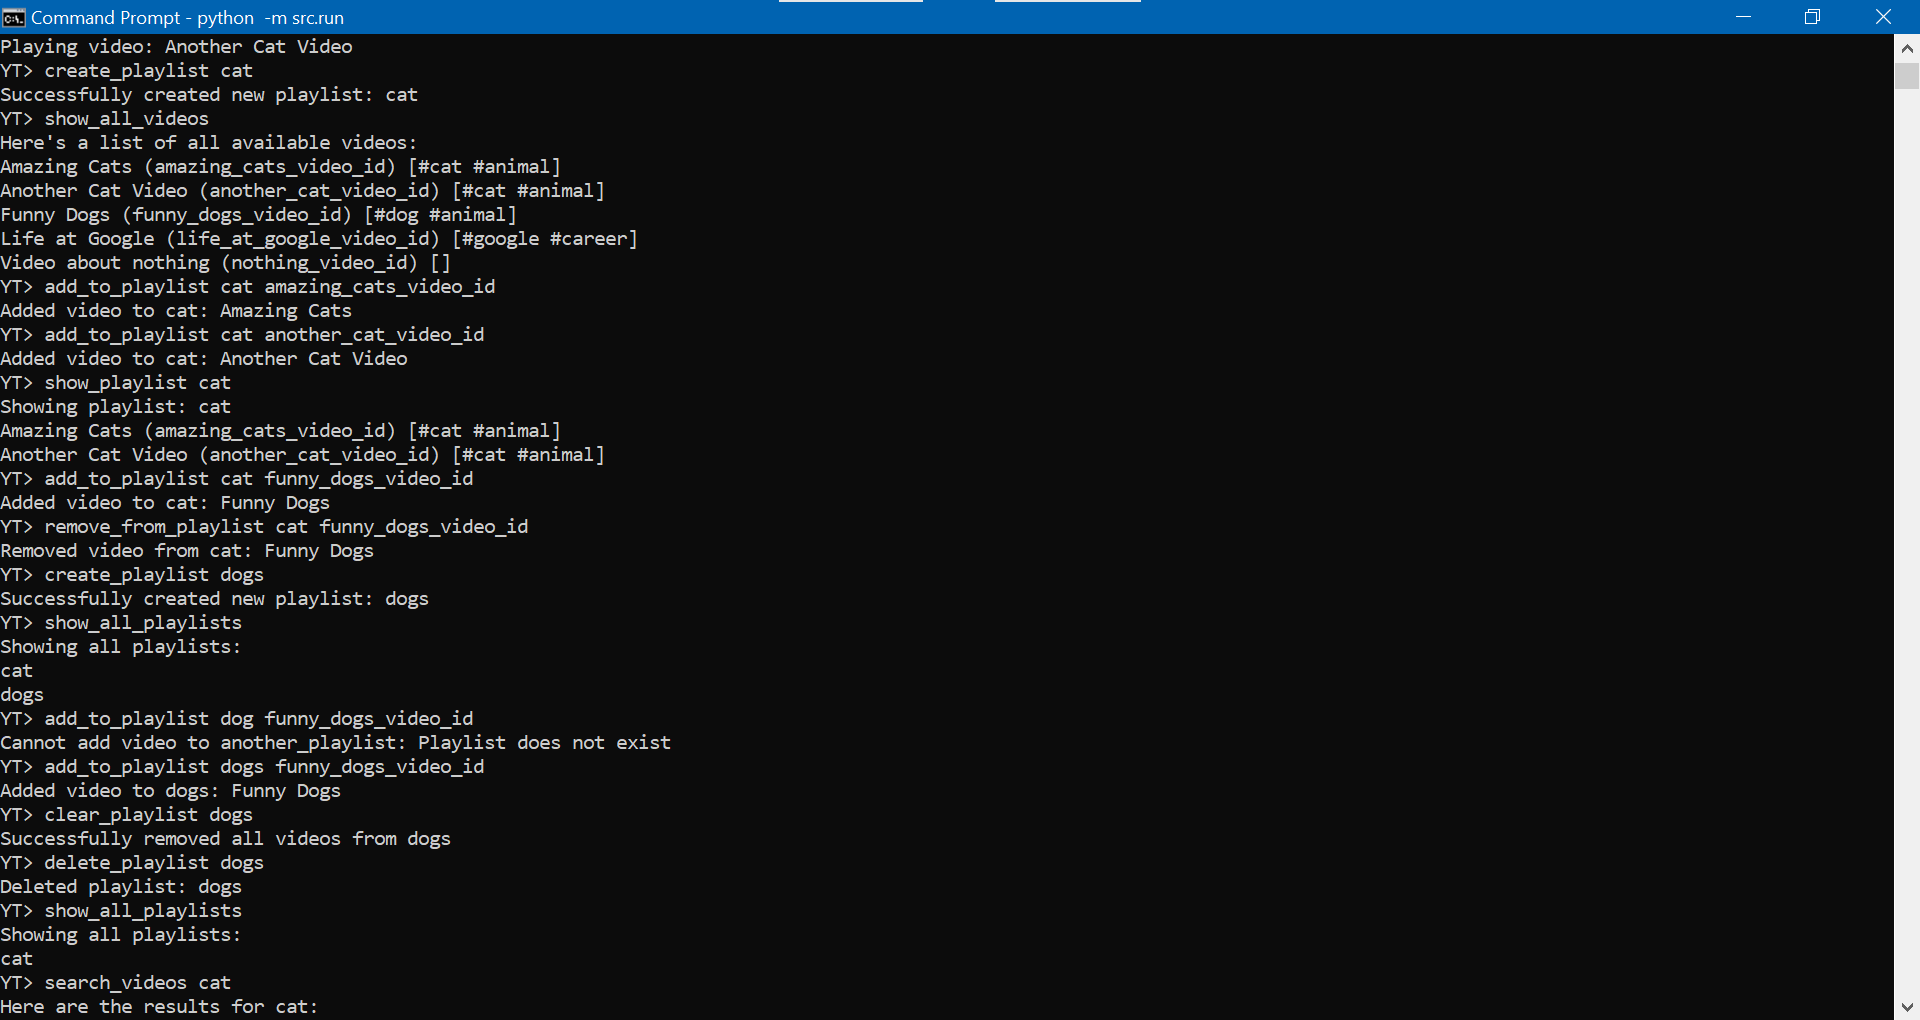 Command Prompt - python  -m src.run
Playing video: Another Cat Video
YT> create_playlist cat
Successfully created new playlist: cat
YT> show_all_videos
Here's a list of all available videos:
Amazing Cats (amazing_cats_video_id) [#cat #animal]
Another Cat Video (another_cat_video_id) [#cat #animal]
Funny Dogs (funny_dogs_video_id) [#dog #animal]
Life at Google (life_at_google_video_id) [#google #career]
Video about nothing (nothing_video_id) []
YT> add_to_playlist cat amazing_cats_video_id
Added video to cat: Amazing Cats
YT> add_to_playlist cat another_cat_video_id
Added video to cat: Another Cat Video
YT> show_playlist cat
Showing playlist: cat
Amazing Cats (amazing_cats_video_id) [#cat #animal]
Another Cat Video (another_cat_video_id) [#cat #animal]
YT> add_to_playlist cat funny_dogs_video_id
Added video to cat: Funny Dogs
YT> remove_from_playlist cat funny_dogs_video_id
Removed video from cat: Funny Dogs
YT> create_playlist dogs
Successfully created new playlist: dogs
YT> show_all_playlists
Showing all playlists:
cat
dogs
YT> add_to_playlist dog funny_dogs_video_id
Cannot add video to another_playlist: Playlist does not exist
YT> add_to_playlist dogs funny_dogs_video_id
Added video to dogs: Funny Dogs
YT> clear_playlist dogs
Successfully removed all videos from dogs
YT> delete_playlist dogs
Deleted playlist: dogs
YT> show_all_playlists
Showing all playlists:
cat
YT> search_videos cat
Here are the results for cat: